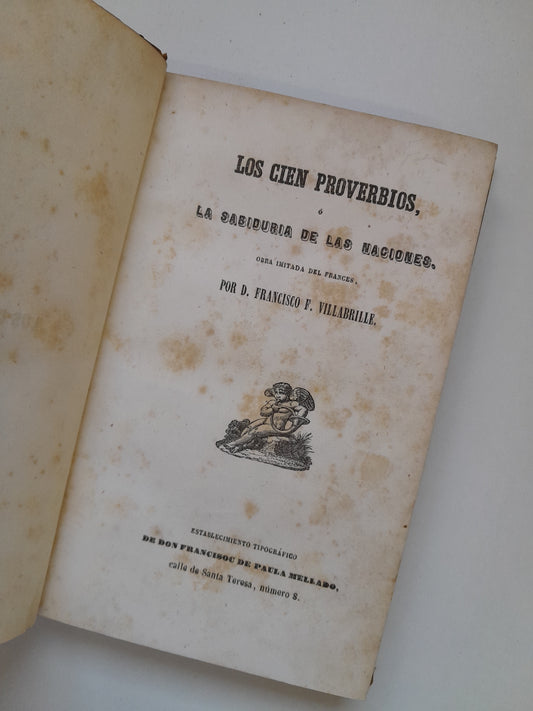 LOS CIEN PROVERBIOS,
ó
LA SABIDURIA DE LAS NACIONES.
OBRA IMITADA DEL FRANCES,
POR D. FRANCISCO F. VILLABRILLE.
ESTABLECIMIENTO TIPOGRÁFICO
DE DON FRANCISOC DE PAULA MELLADO,
calle de Santa Teresa, número 8.